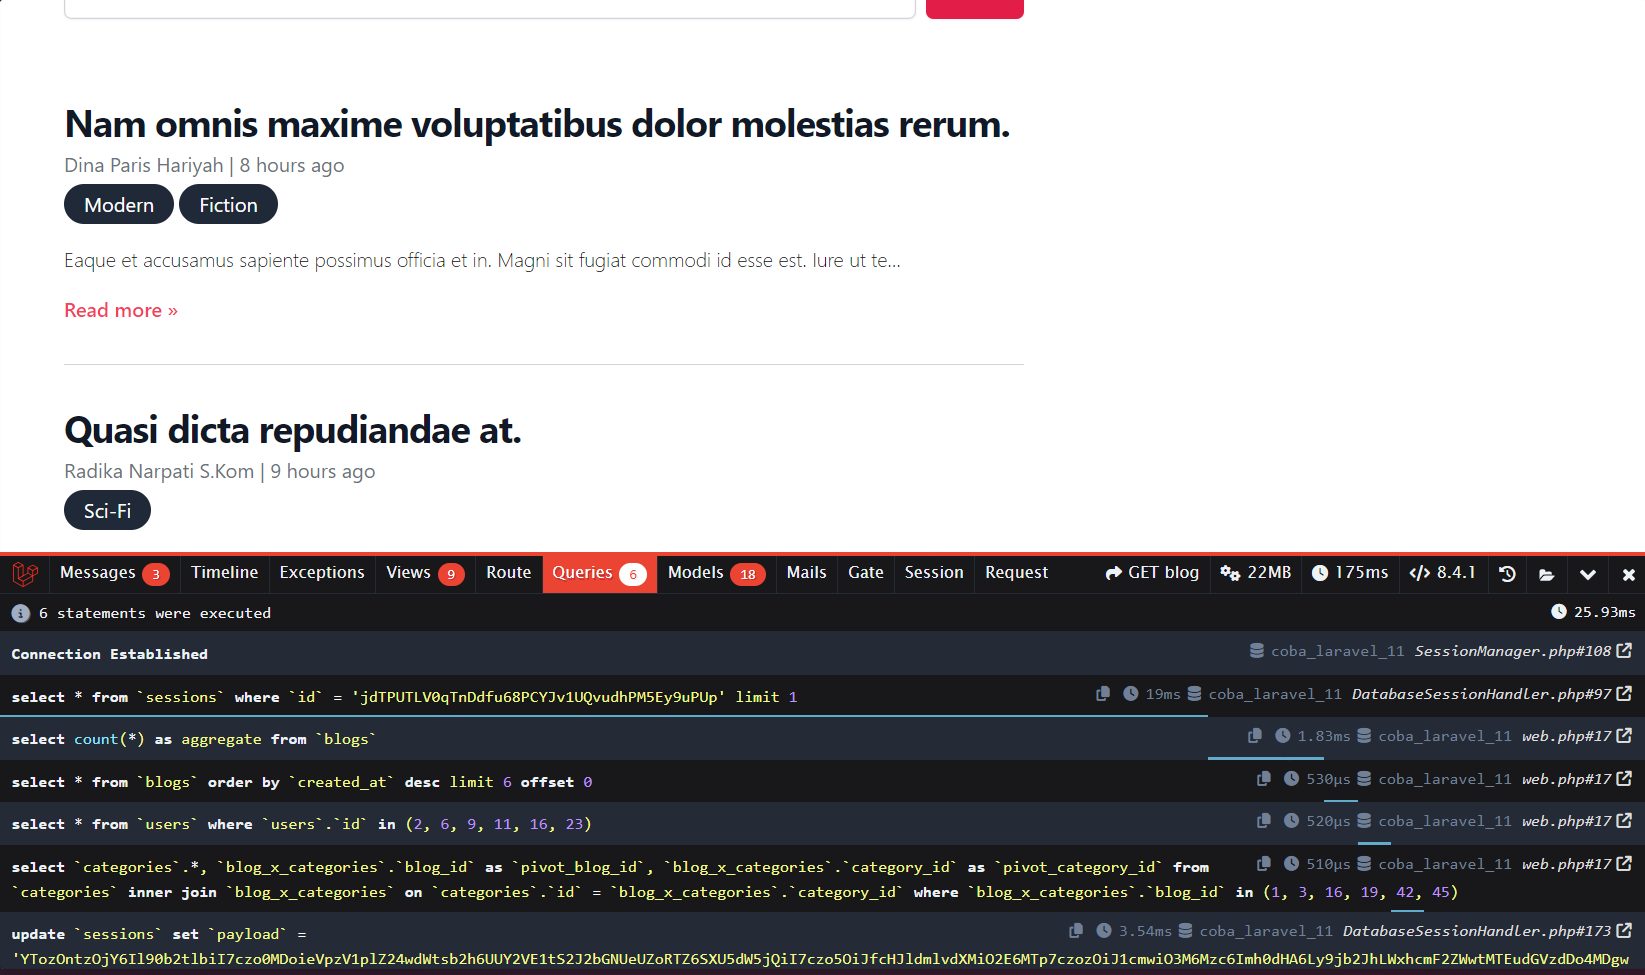 Nam omnis maxime voluptatibus dolor molestias rerum.
Dina Paris Hariyah | 8 hours ago
Modern Fiction
Eaque et accusamus sapiente possimus officia et in. Magni sit fugiat commodi id esse est. Iure ut te...
Read more »
Quasi dicta repudiandae at.
Radika Narpati S.Kom | 9 hours ago
Sci-Fi
Messages 3 Timeline Exceptions Views 9 Route Queries 6 Models 18 Mails Gate Session Request GET blog 22MB 175ms 8.4.1
6 statements were executed 25.93ms
Connection Established coba_laravel_11 SessionManager.php#108
select * from `sessions` where `id` = 'jdTPUTLV0qTnDdfu68PCYJv1UQvudhPM5Ey9uPUp' limit 1 19ms coba_laravel_11 DatabaseSessionHandler.php#97
select count(*) as aggregate from `blogs` 1.83ms coba_laravel_11 web.php#17
select * from `blogs` order by `created_at` desc limit 6 offset 0 530μs coba_laravel_11 web.php#17
select * from `users` where `users`.`id` in (2, 6, 9, 11, 16, 23) 520μs coba_laravel_11 web.php#17
select `categories`.*, `blog_x_categories`.`blog_id` as `pivot_blog_id`, `blog_x_categories`.`category_id` as `pivot_category_id` from 510μs coba_laravel_11 web.php#17
`categories` inner join `blog_x_categories` on `categories`.`id` = `blog_x_categories`.`category_id` where `blog_x_categories`.`blog_id` in (1, 3, 16, 19, 42, 45)
update `sessions` set `payload` = 3.54ms coba_laravel_11 DatabaseSessionHandler.php#173